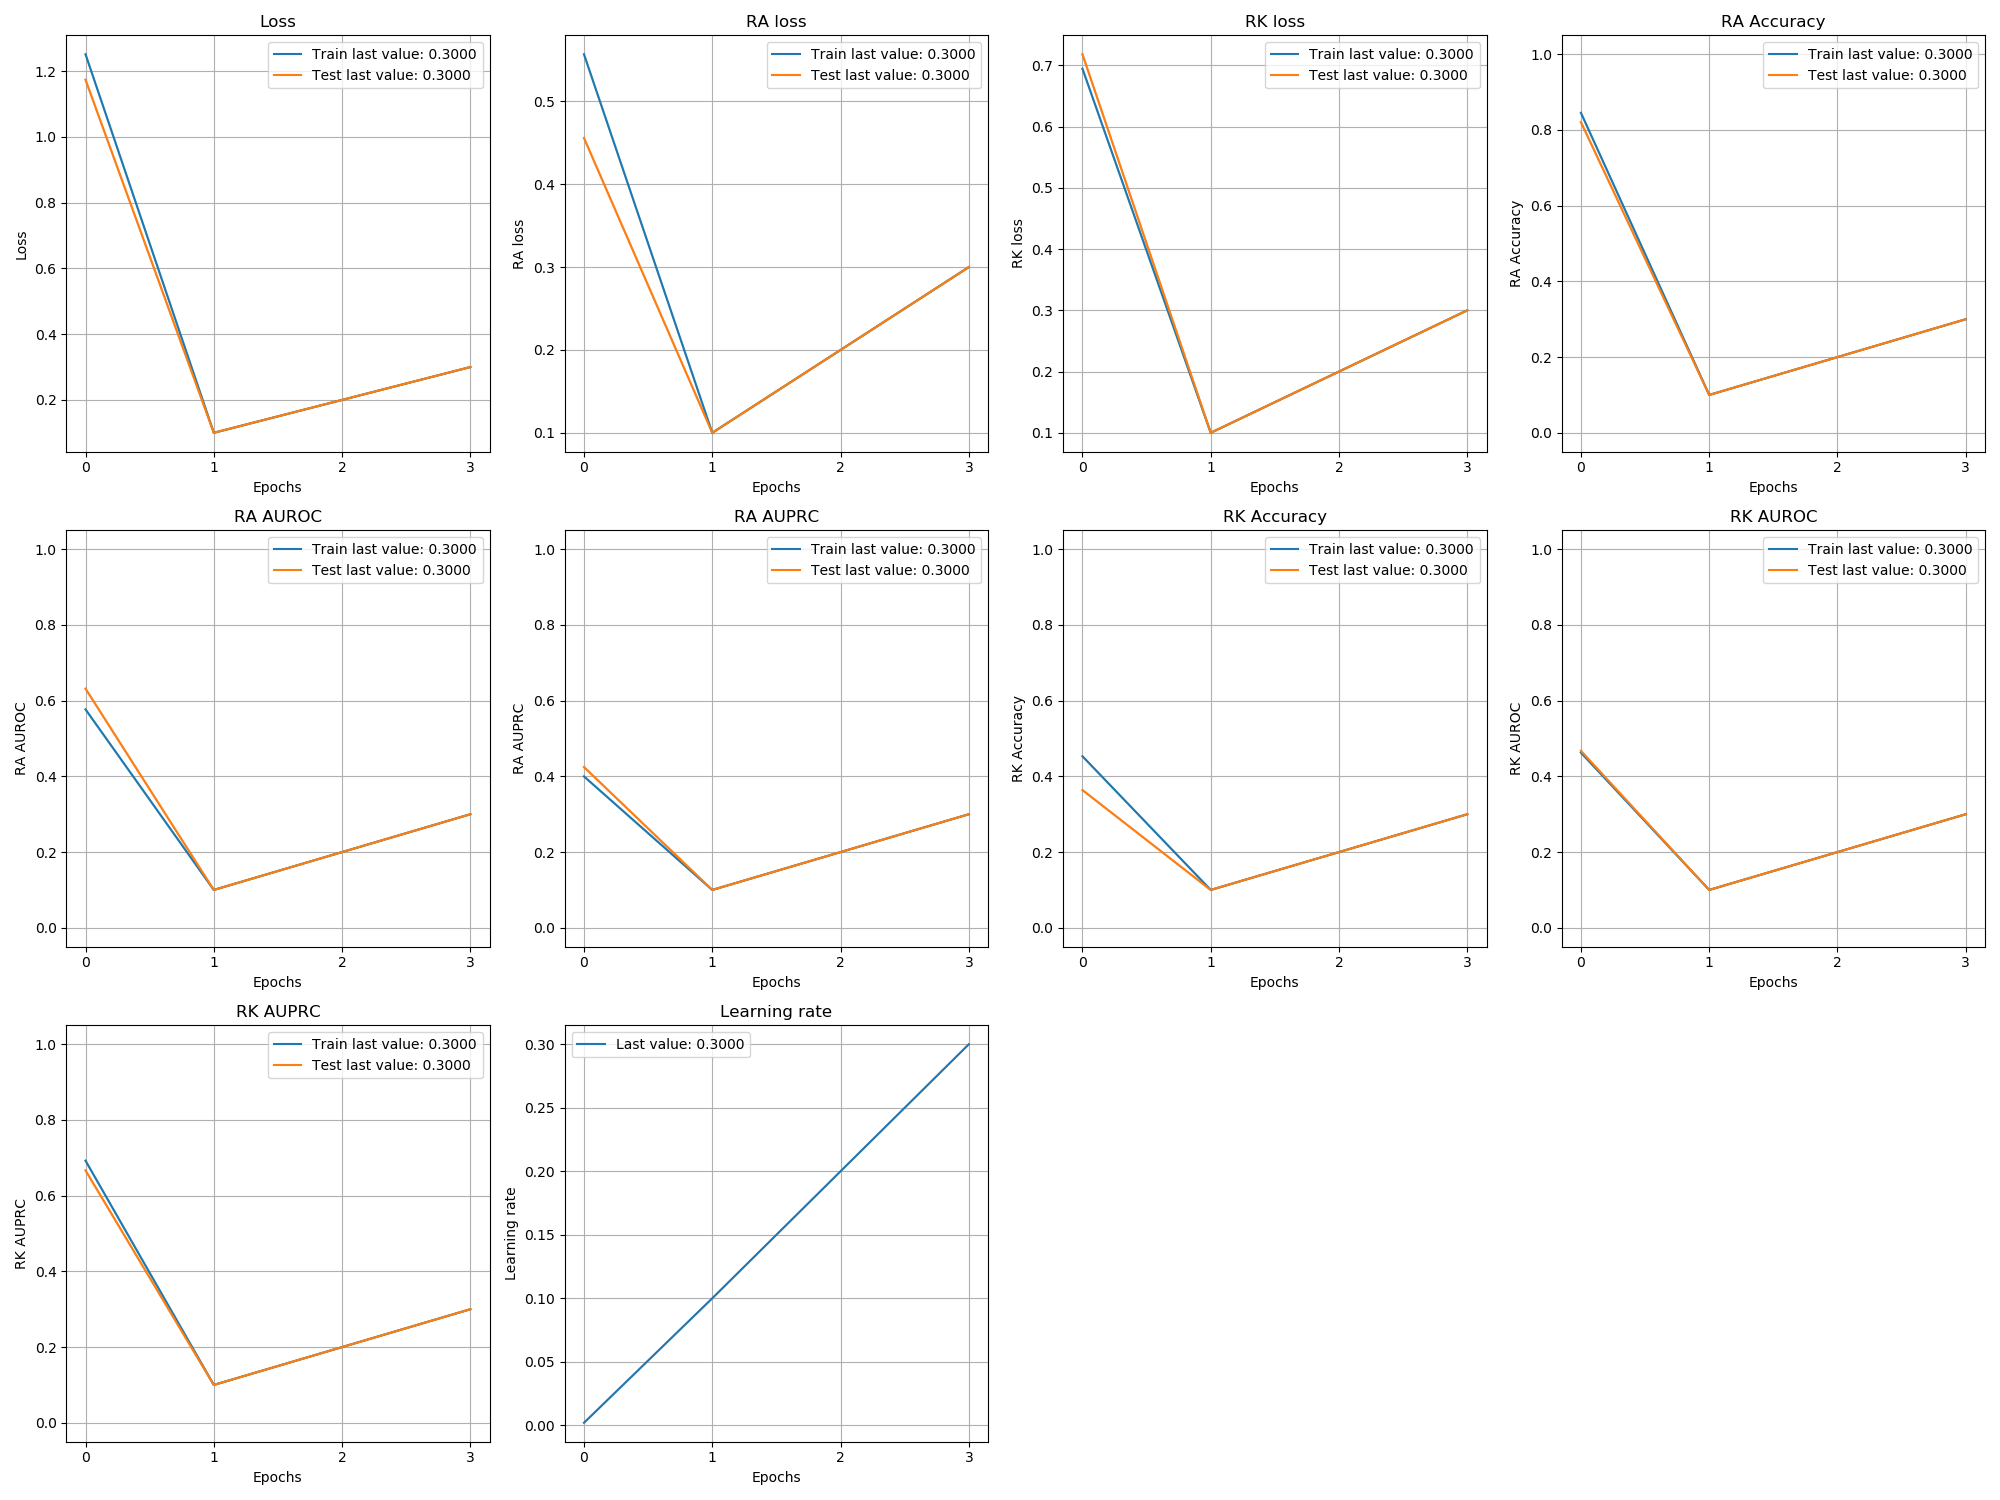 Loss
Train last value: 0.3000
Test last value: 0.3000
1.2
1.0
0.8
0.6
0.4
0.2
Loss
0 1 2 3
Epochs
RA loss
Train last value: 0.3000
Test last value: 0.3000
0.5
0.4
0.3
0.2
0.1
RA loss
0 1 2 3
Epochs
RK loss
Train last value: 0.3000
Test last value: 0.3000
0.7
0.6
0.5
0.4
0.3
0.2
0.1
RK loss
0 1 2 3
Epochs
RA Accuracy
Train last value: 0.3000
Test last value: 0.3000
1.0
0.8
0.6
0.4
0.2
0.0
RA Accuracy
0 1 2 3
Epochs
RA AUROC
Train last value: 0.3000
Test last value: 0.3000
1.0
0.8
0.6
0.4
0.2
0.0
RA AUROC
0 1 2 3
Epochs
RA AUPRC
Train last value: 0.3000
Test last value: 0.3000
1.0
0.8
0.6
0.4
0.2
0.0
RA AUPRC
0 1 2 3
Epochs
RK Accuracy
Train last value: 0.3000
Test last value: 0.3000
1.0
0.8
0.6
0.4
0.2
0.0
RK Accuracy
0 1 2 3
Epochs
RK AUROC
Train last value: 0.3000
Test last value: 0.3000
1.0
0.8
0.6
0.4
0.2
0.0
RK AUROC
0 1 2 3
Epochs
RK AUPRC
Train last value: 0.3000
Test last value: 0.3000
1.0
0.8
0.6
0.4
0.2
0.0
RK AUPRC
0 1 2 3
Epochs
Learning rate
Last value: 0.3000
0.30
0.25
0.20
0.15
0.10
0.05
0.00
Learning rate
0 1 2 3
Epochs